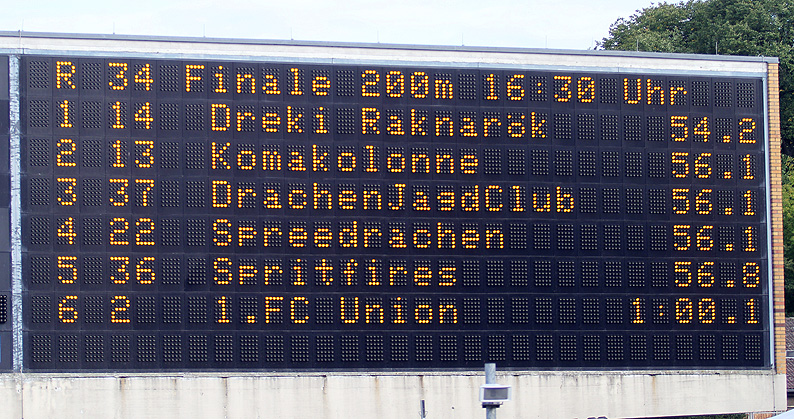 R 34 Finale 200m 16:30 Uhr
1 14 Dreki Raknarök 54.2
2 13 Komakolonne 56.1
3 37 DrachenJagdClub 56.1
4 22 Spreedrachen 56.1
5 36 Spritfires 56.8
6 2 1.FC Union 1:00.1